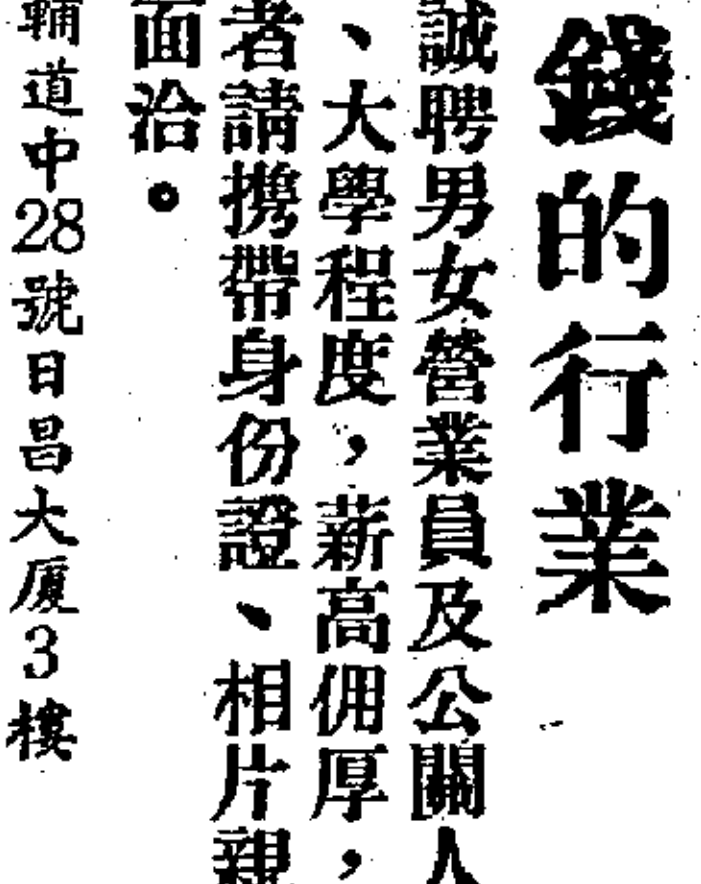 錢的行業
誠聘男女營業員及公關人
、大學程度，薪高佣厚，
者請携帶身份證、相片親
面洽。
輔道中28號日昌大厦3樓